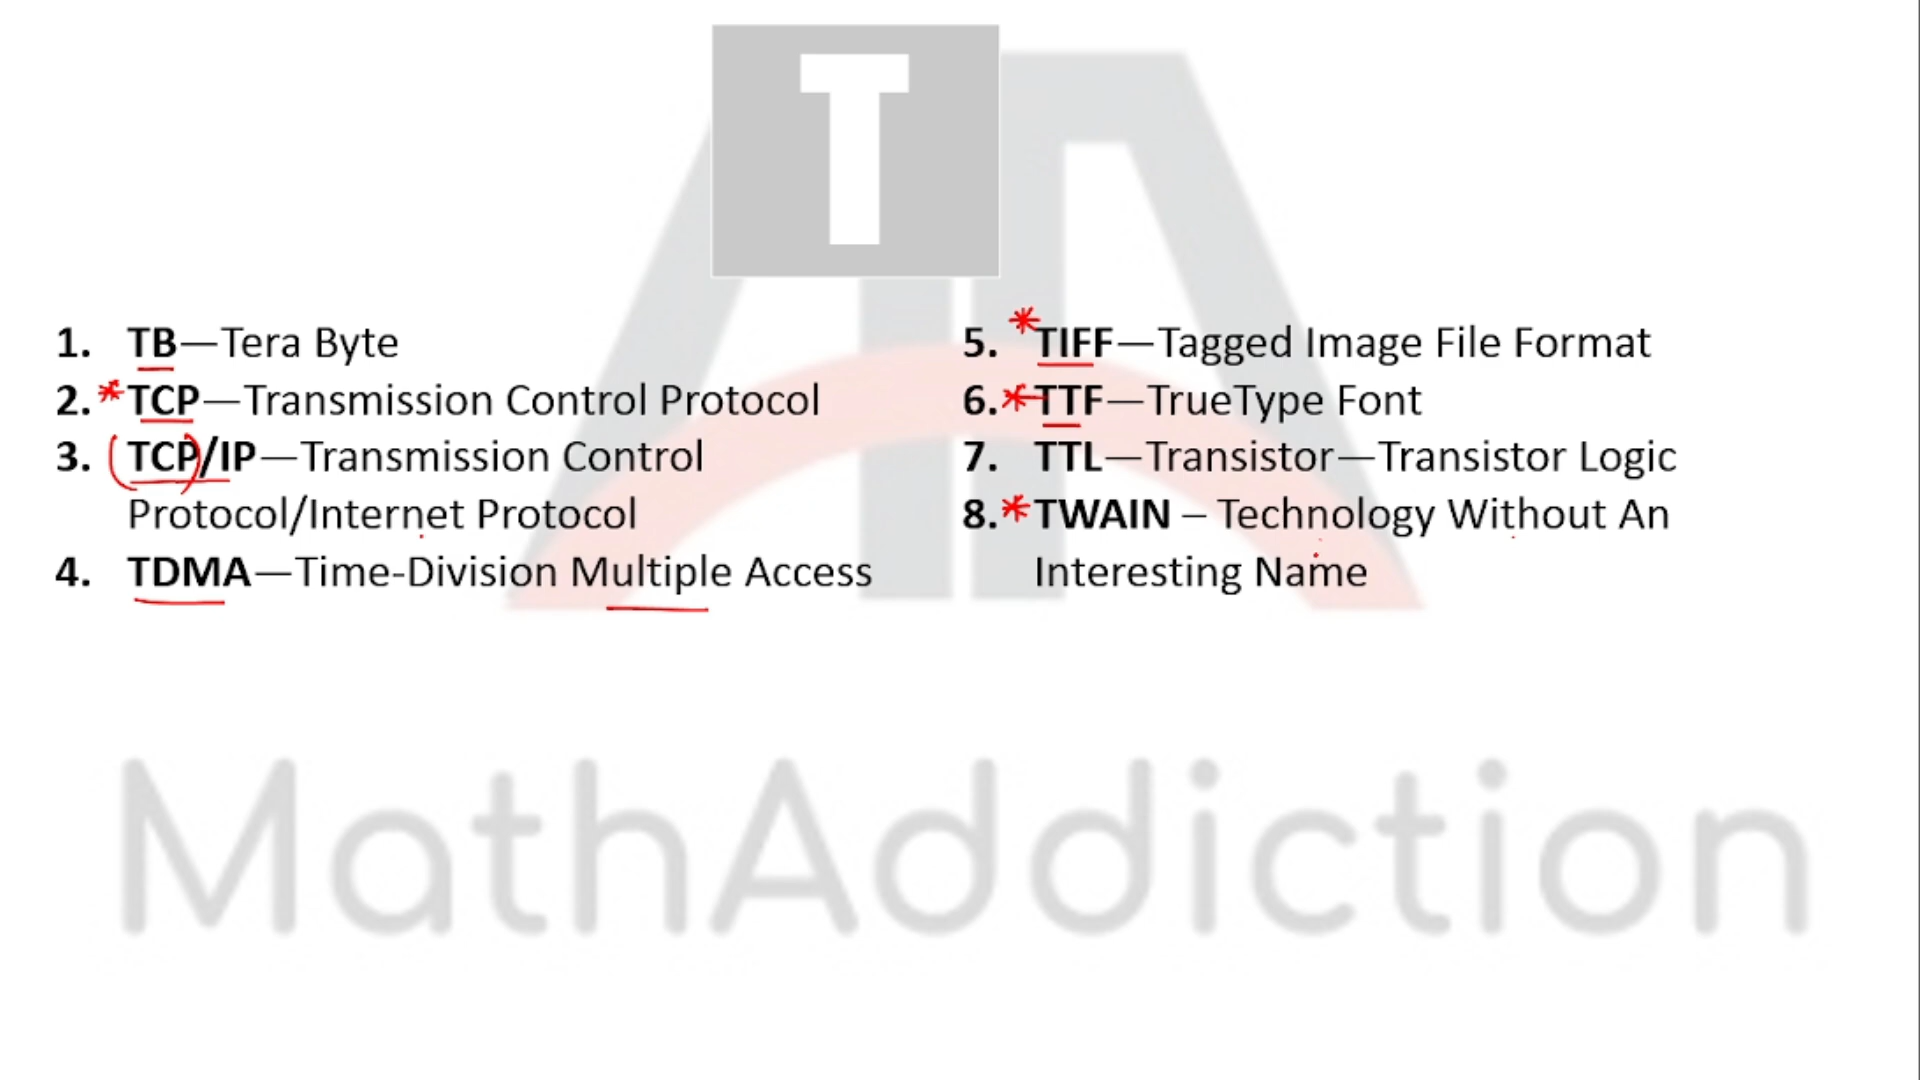 T
1. TB—Tera Byte
2. *TCP—Transmission Control Protocol
3. (TCP)/IP—Transmission Control
Protocol/Internet Protocol
4. TDMA—Time-Division Multiple Access
5. *TIFF—Tagged Image File Format
6. *TTF—TrueType Font
7. TTL—Transistor—Transistor Logic
8. *TWAIN – Technology Without An
Interesting Name
MathAddiction